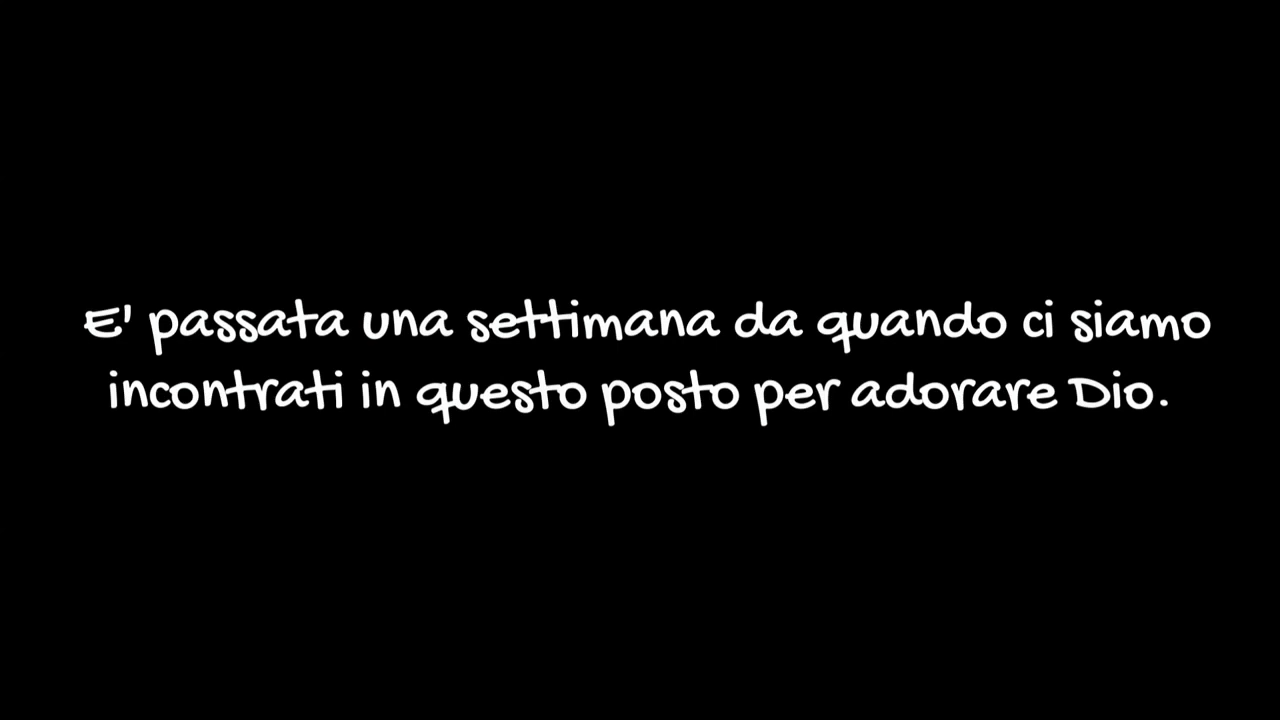 E' passata una settimana da quando ci siamo
incontrati in questo posto per adorare Dio.